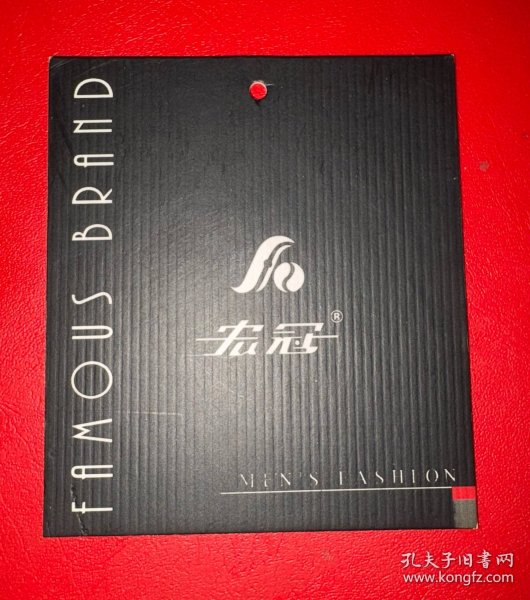 FAMOUS BRAND
宏冠®
MEN'S FASHION
孔夫子旧书网
www.kongfz.com